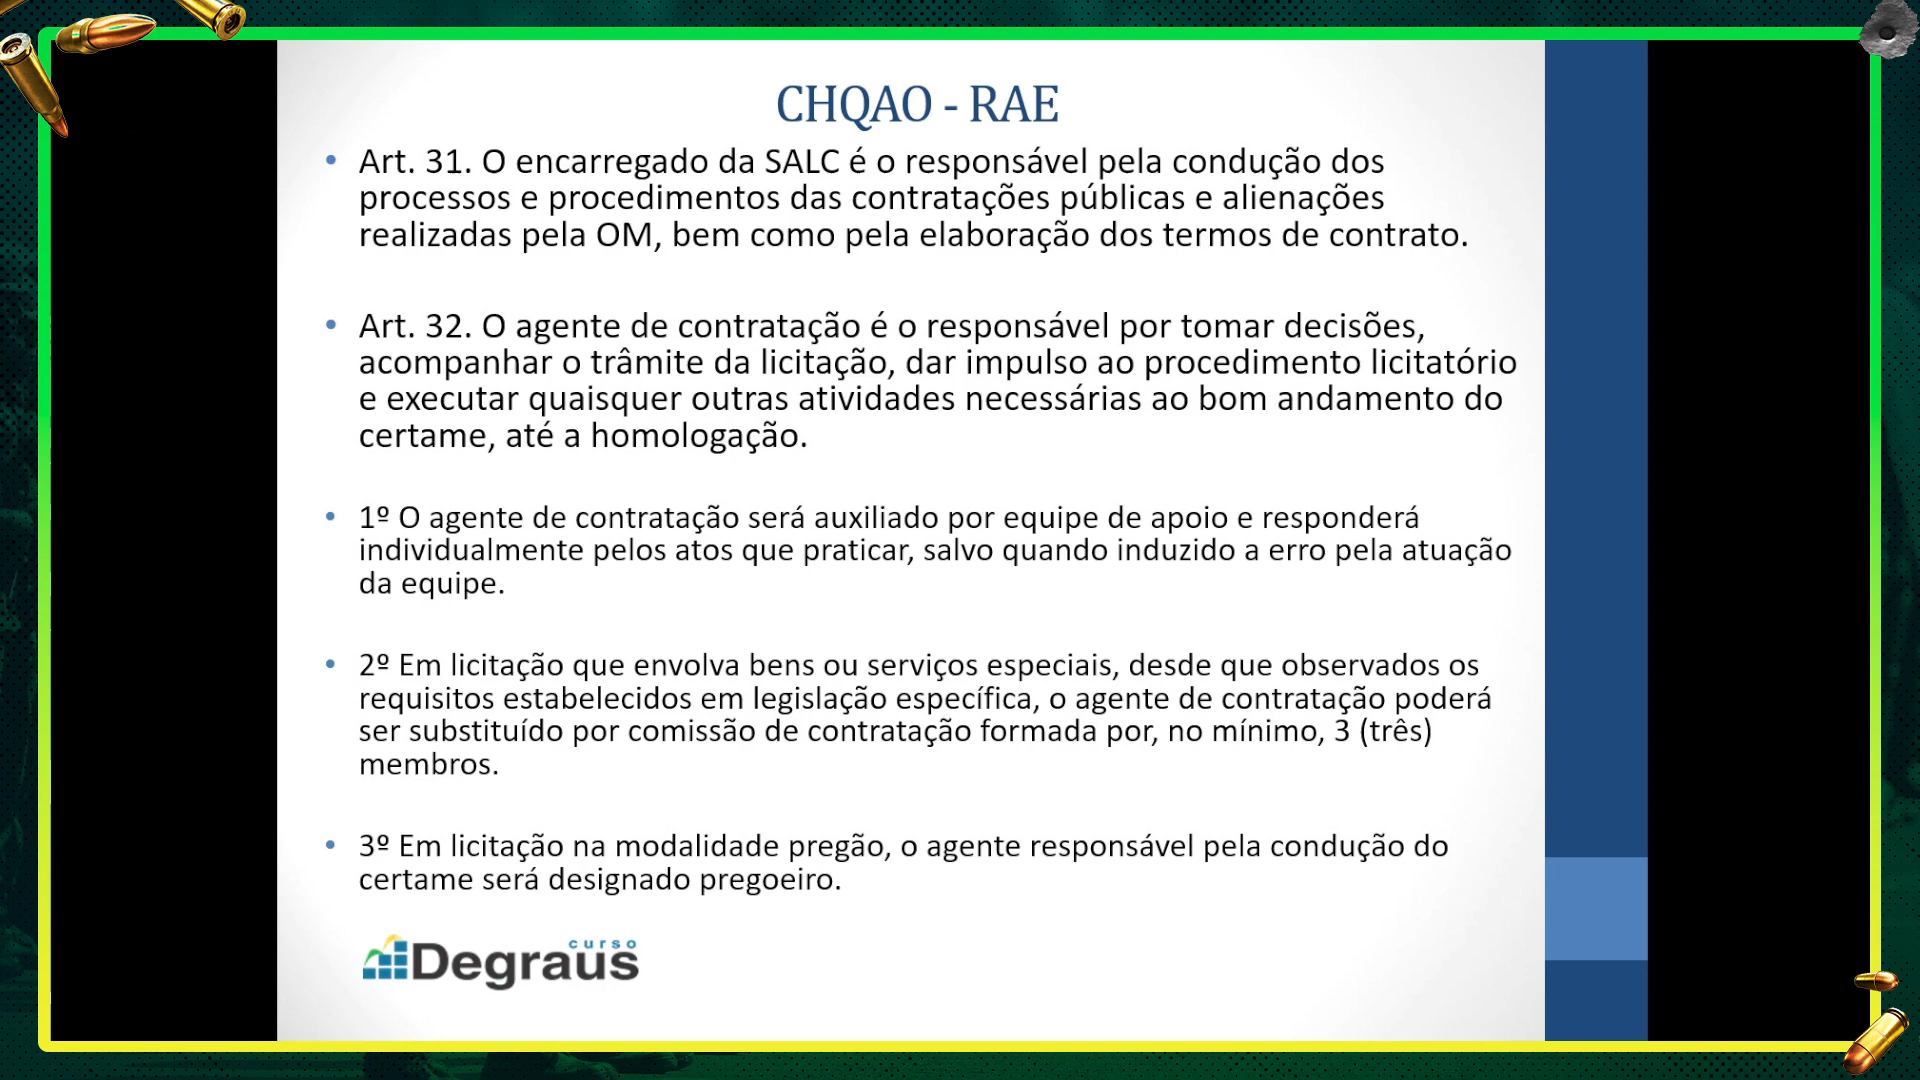 CHQAO - RAE
• Art. 31. O encarregado da SALC é o responsável pela condução dos
processos e procedimentos das contratações públicas e alienações
realizadas pela OM, bem como pela elaboração dos termos de contrato.
• Art. 32. O agente de contratação é o responsável por tomar decisões,
acompanhar o trâmite da licitação, dar impulso ao procedimento licitatório
e executar quaisquer outras atividades necessárias ao bom andamento do
certame, até a homologação.
• 1º O agente de contratação será auxiliado por equipe de apoio e responderá
individualmente pelos atos que praticar, salvo quando induzido a erro pela atuação
da equipe.
• 2º Em licitação que envolva bens ou serviços especiais, desde que observados os
requisitos estabelecidos em legislação específica, o agente de contratação poderá
ser substituído por comissão de contratação formada por, no mínimo, 3 (três)
membros.
• 3º Em licitação na modalidade pregão, o agente responsável pela condução do
certame será designado pregoeiro.
curso
Degraus